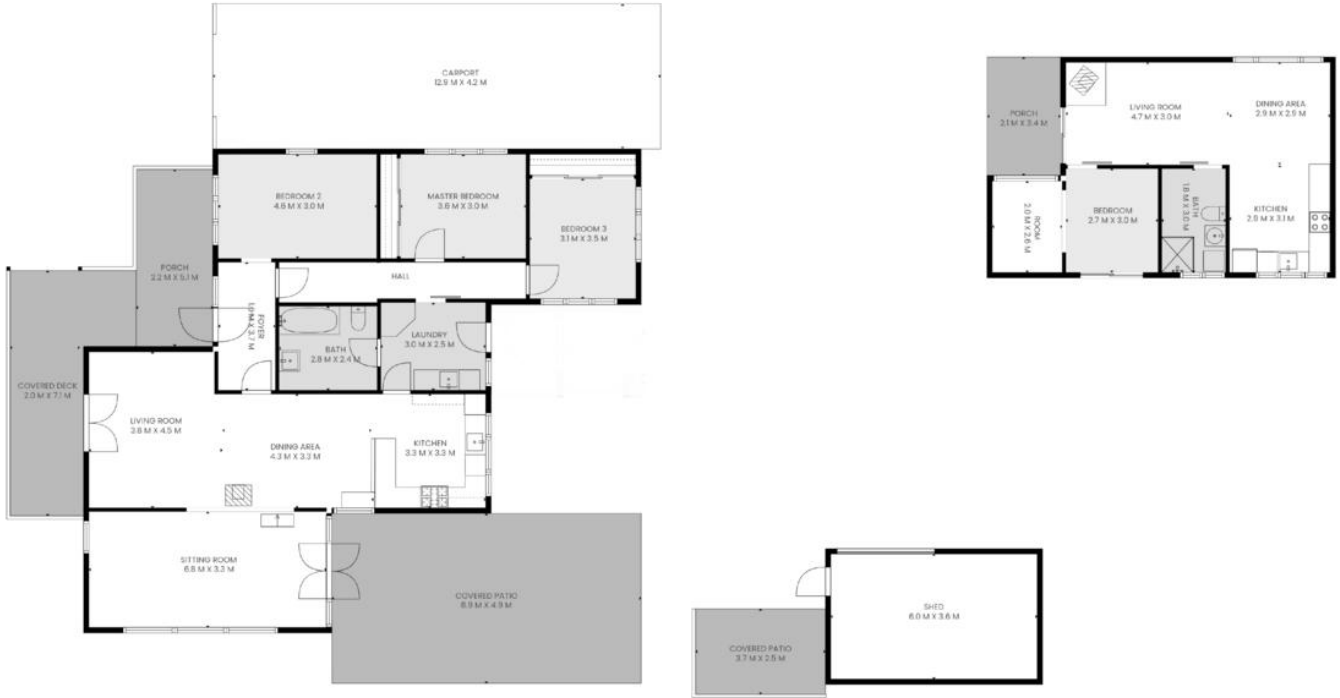 CARPORT
12.9 M X 4.2 M
BEDROOM 2
4.6 M X 3.0 M
MASTER BEDROOM
3.6 M X 3.0 M
BEDROOM 3
3.1 M X 3.5 M
PORCH
2.2 M X 5.1 M
HALL
FOYER
1.9 M X 3.7 M
BATH
2.8 M X 2.4 M
LAUNDRY
3.0 M X 2.5 M
COVERED DECK
2.0 M X 7.1 M
LIVING ROOM
3.8 M X 4.5 M
DINING AREA
4.3 M X 3.3 M
KITCHEN
3.3 M X 3.3 M
SITTING ROOM
6.8 M X 3.3 M
COVERED PATIO
8.9 M X 4.9 M
PORCH
2.1 M X 3.4 M
LIVING ROOM
4.7 M X 3.0 M
DINING AREA
2.9 M X 2.9 M
ROOM
2.0 M X 2.6 M
BEDROOM
2.7 M X 3.0 M
BATH
1.8 M X 3.0 M
KITCHEN
2.9 M X 3.1 M
SHED
6.0 M X 3.6 M
COVERED PATIO
3.7 M X 2.5 M